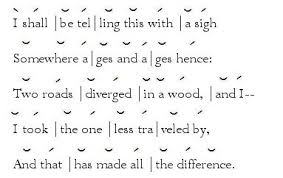 I shall |be tel|ling this with |a sigh
Somewhere a|ges and a|ges hence:
Two roads |diverged |in a wood, |and I--
I took |the one |less tra|veled by,
And that |has made all |the difference.